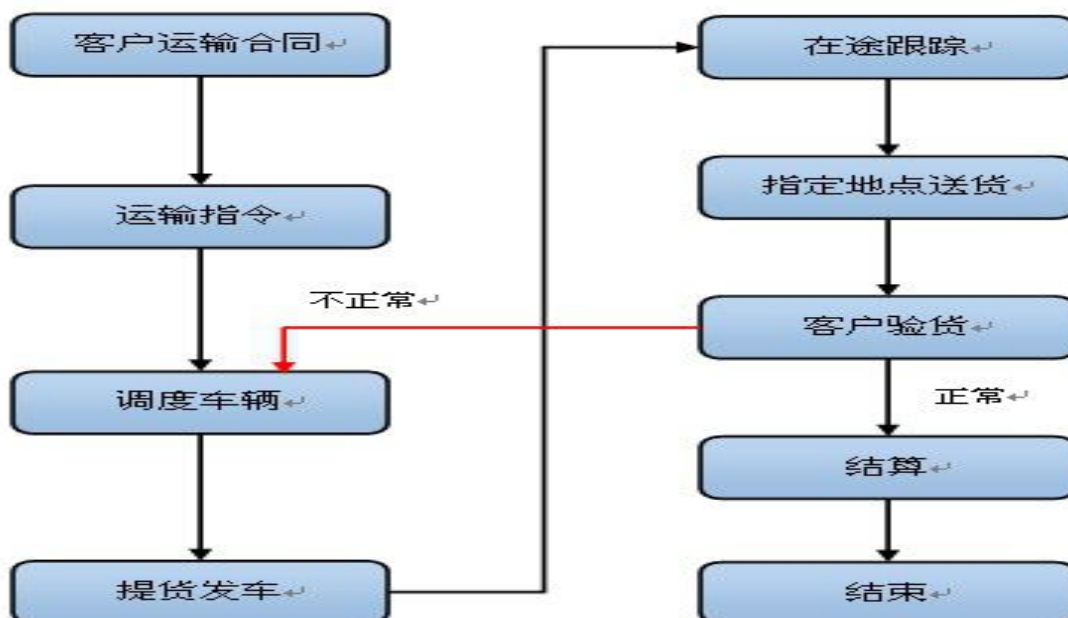 客户运输合同
运输指令
调度车辆
提货发车
在途跟踪
指定地点送货
客户验货
不正常
正常
结算
结束